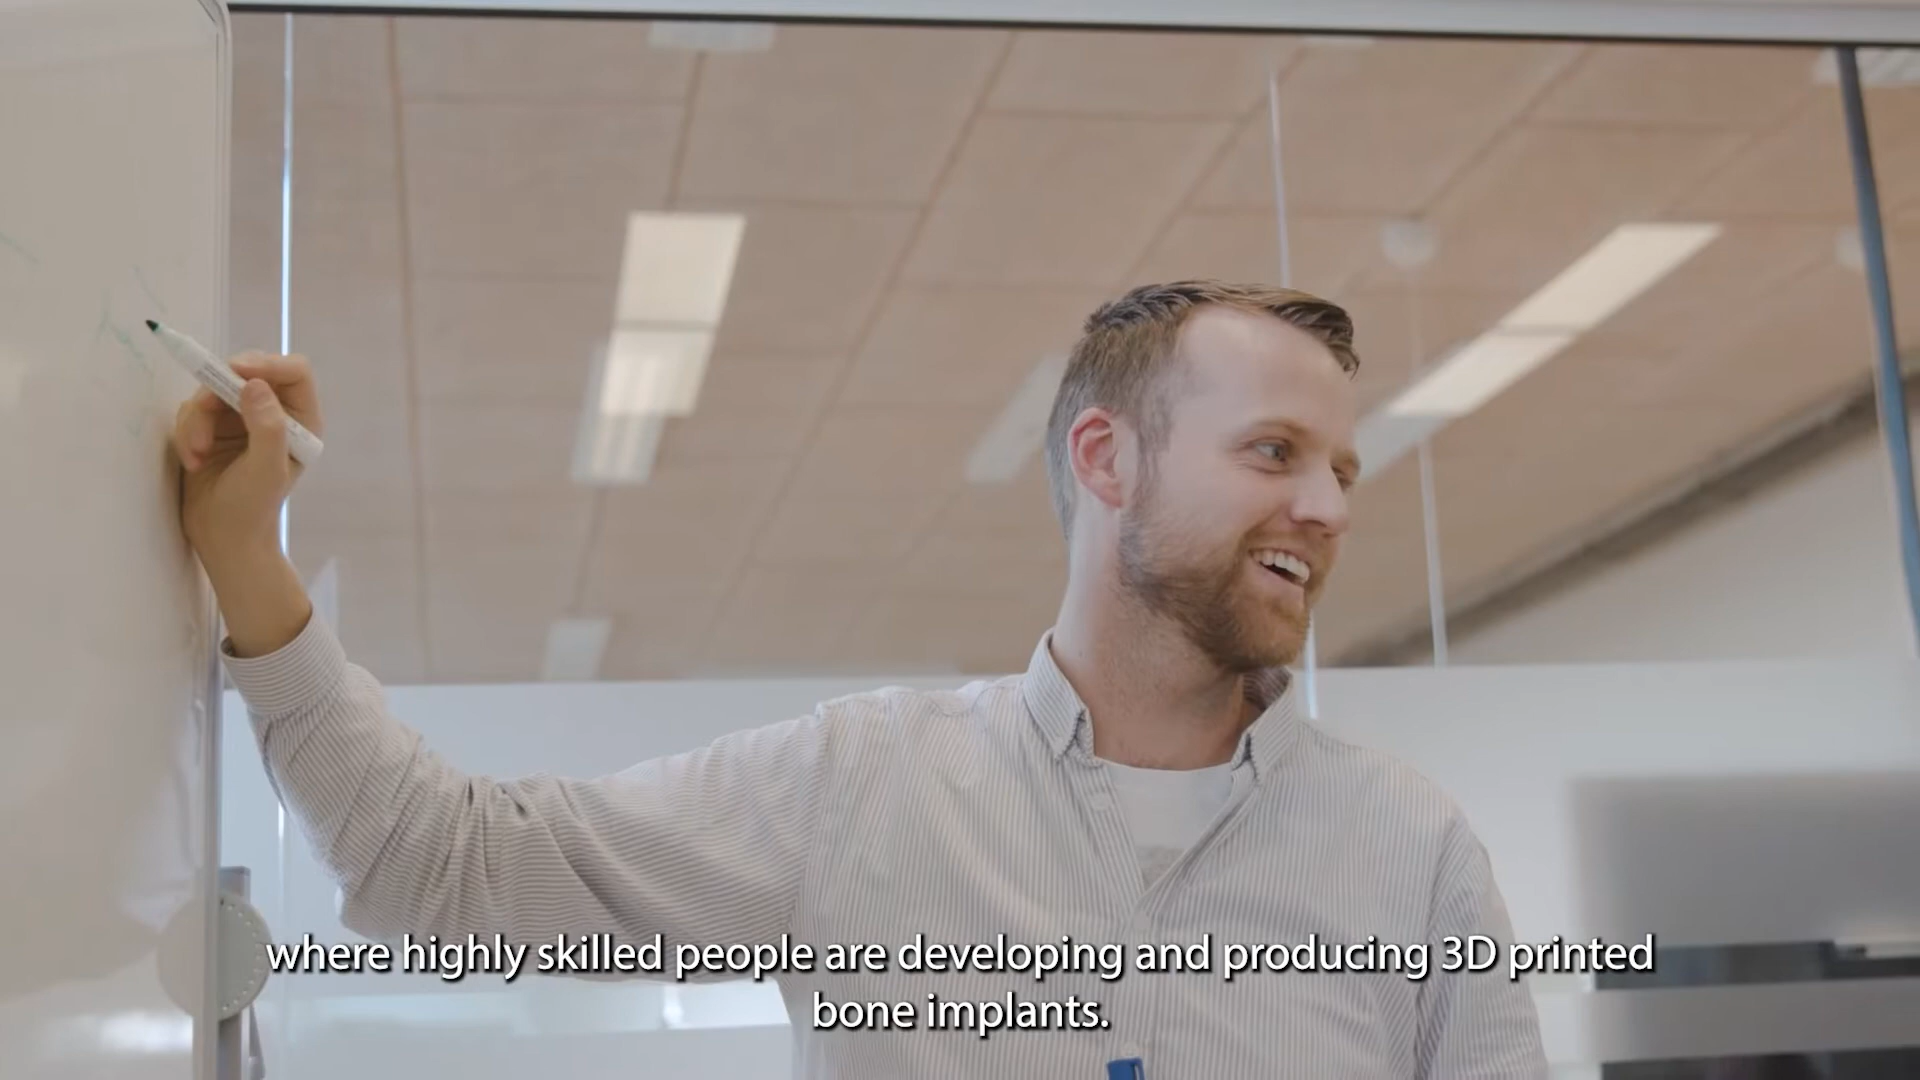 where highly skilled people are developing and producing 3D printed
bone implants.